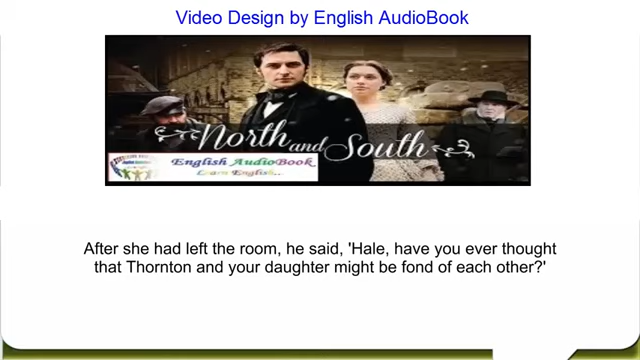 Video Design by English AudioBook
North and South
English AudioBook
Learn English...
After she had left the room, he said, 'Hale, have you ever thought
that Thornton and your daughter might be fond of each other?'